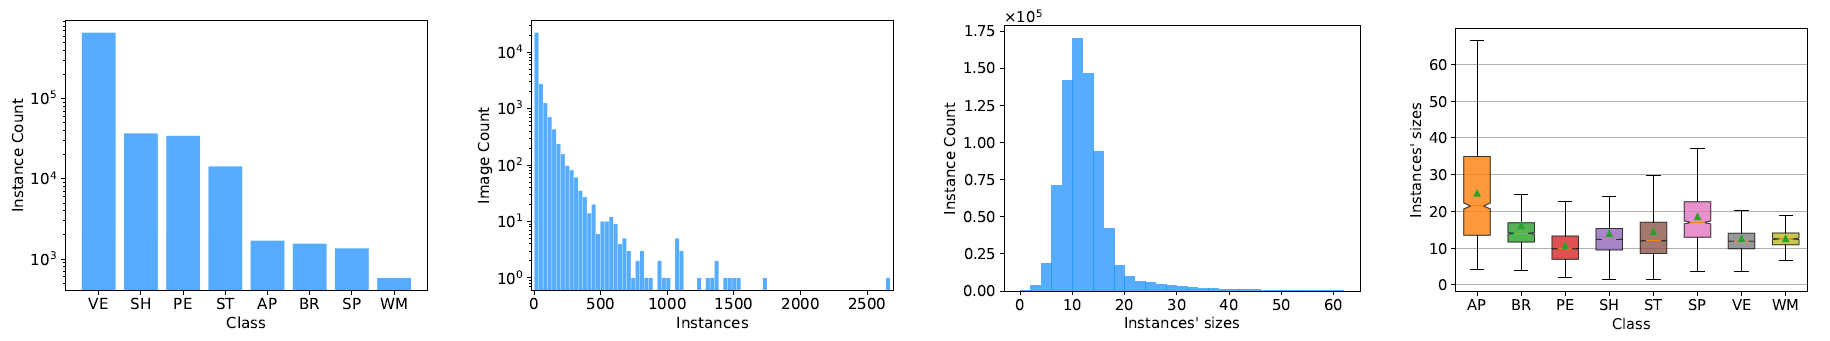 Instance Count
10^5
10^4
10^3
VE SH PE ST AP BR SP WM
Class
Image Count
10^4
10^3
10^2
10^1
10^0
0 500 1000 1500 2000 2500
Instances
×10^5
Instance Count
1.75
1.50
1.25
1.00
0.75
0.50
0.25
0.00
0 10 20 30 40 50 60
Instances' sizes
Instances' sizes
60
50
40
30
20
10
0
AP BR PE SH ST SP VE WM
Class